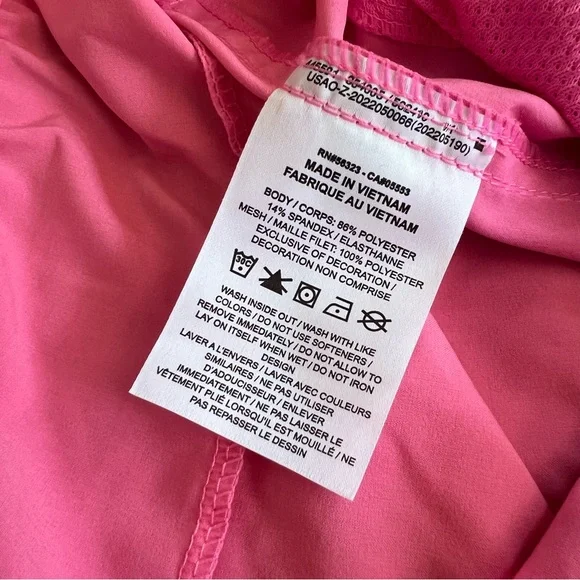 USAO-Z-2022050066(202205190)
RN#56323 - CA#05553
MADE IN VIETNAM
FABRIQUE AU VIETNAM
BODY / CORPS: 86% POLYESTER
14% SPANDEX / ELASTHANNE
MESH / MAILLE FILET: 100% POLYESTER
EXCLUSIVE OF DECORATION /
DECORATION NON COMPRISE
30C
WASH INSIDE OUT / WASH WITH LIKE
COLORS / DO NOT USE SOFTENERS /
REMOVE IMMEDIATELY / DO NOT ALLOW TO
LAY ON ITSELF WHEN WET / DO NOT IRON
DESIGN
LAVER A L'ENVERS / LAVER AVEC COULEURS
SIMILAIRES / NE PAS UTILISER
D'ADOUCISSEUR / ENLEVER
IMMEDIATEMENT / NE PAS LAISSER LE
VÊTEMENT PLIÉ LORSQU'IL EST MOUILLÉ / NE
PAS REPASSER LE DESSIN